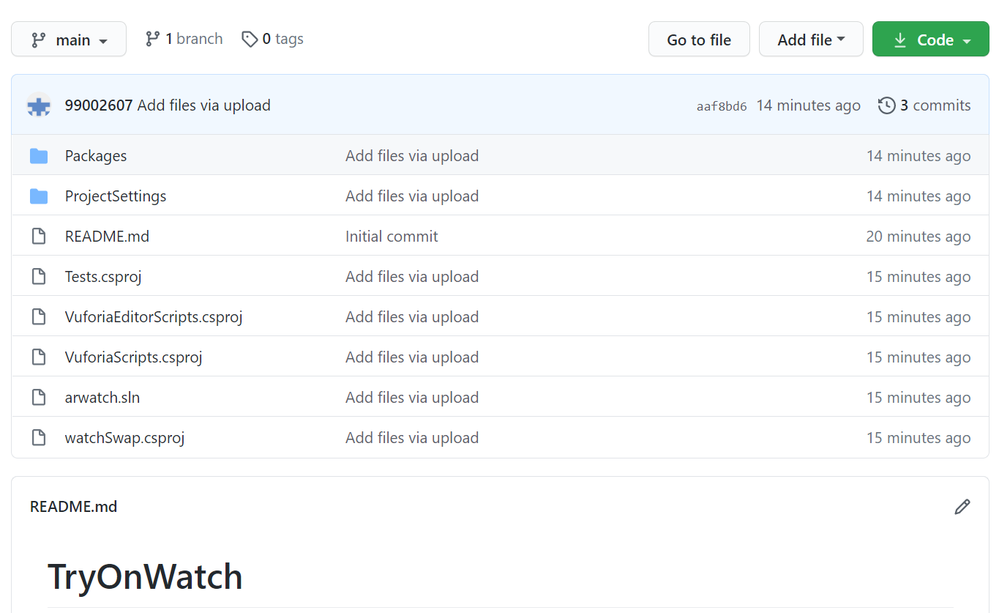 main 1 branch 0 tags Go to file Add file Code
99002607 Add files via upload aaf8bd6 14 minutes ago 3 commits
Packages Add files via upload 14 minutes ago
ProjectSettings Add files via upload 14 minutes ago
README.md Initial commit 20 minutes ago
Tests.csproj Add files via upload 15 minutes ago
VuforiaEditorScripts.csproj Add files via upload 15 minutes ago
VuforiaScripts.csproj Add files via upload 15 minutes ago
arwatch.sln Add files via upload 15 minutes ago
watchSwap.csproj Add files via upload 15 minutes ago
README.md
TryOnWatch